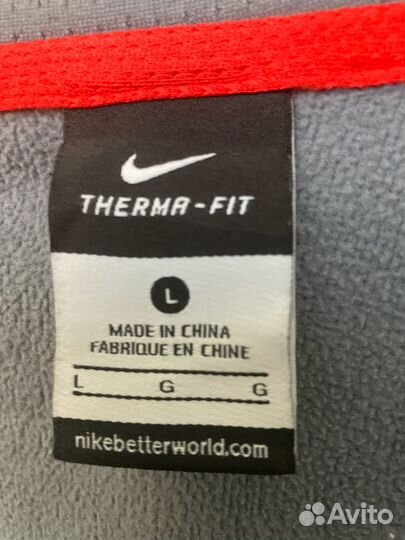 THERMA-FIT
L
MADE IN CHINA
FABRIQUE EN CHINE
L G G
nikebetterworld.com
Avito